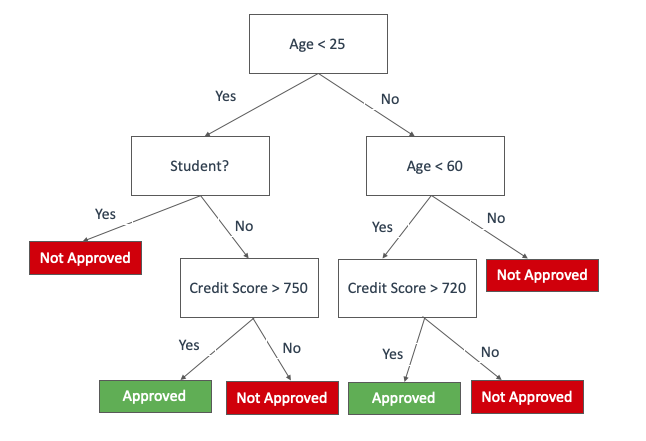 Age < 25
Yes
No
Student?
Age < 60
Yes
No
Yes
No
Not Approved
Credit Score > 750
Credit Score > 720
Not Approved
Yes
No
Yes
No
Approved
Not Approved
Approved
Not Approved